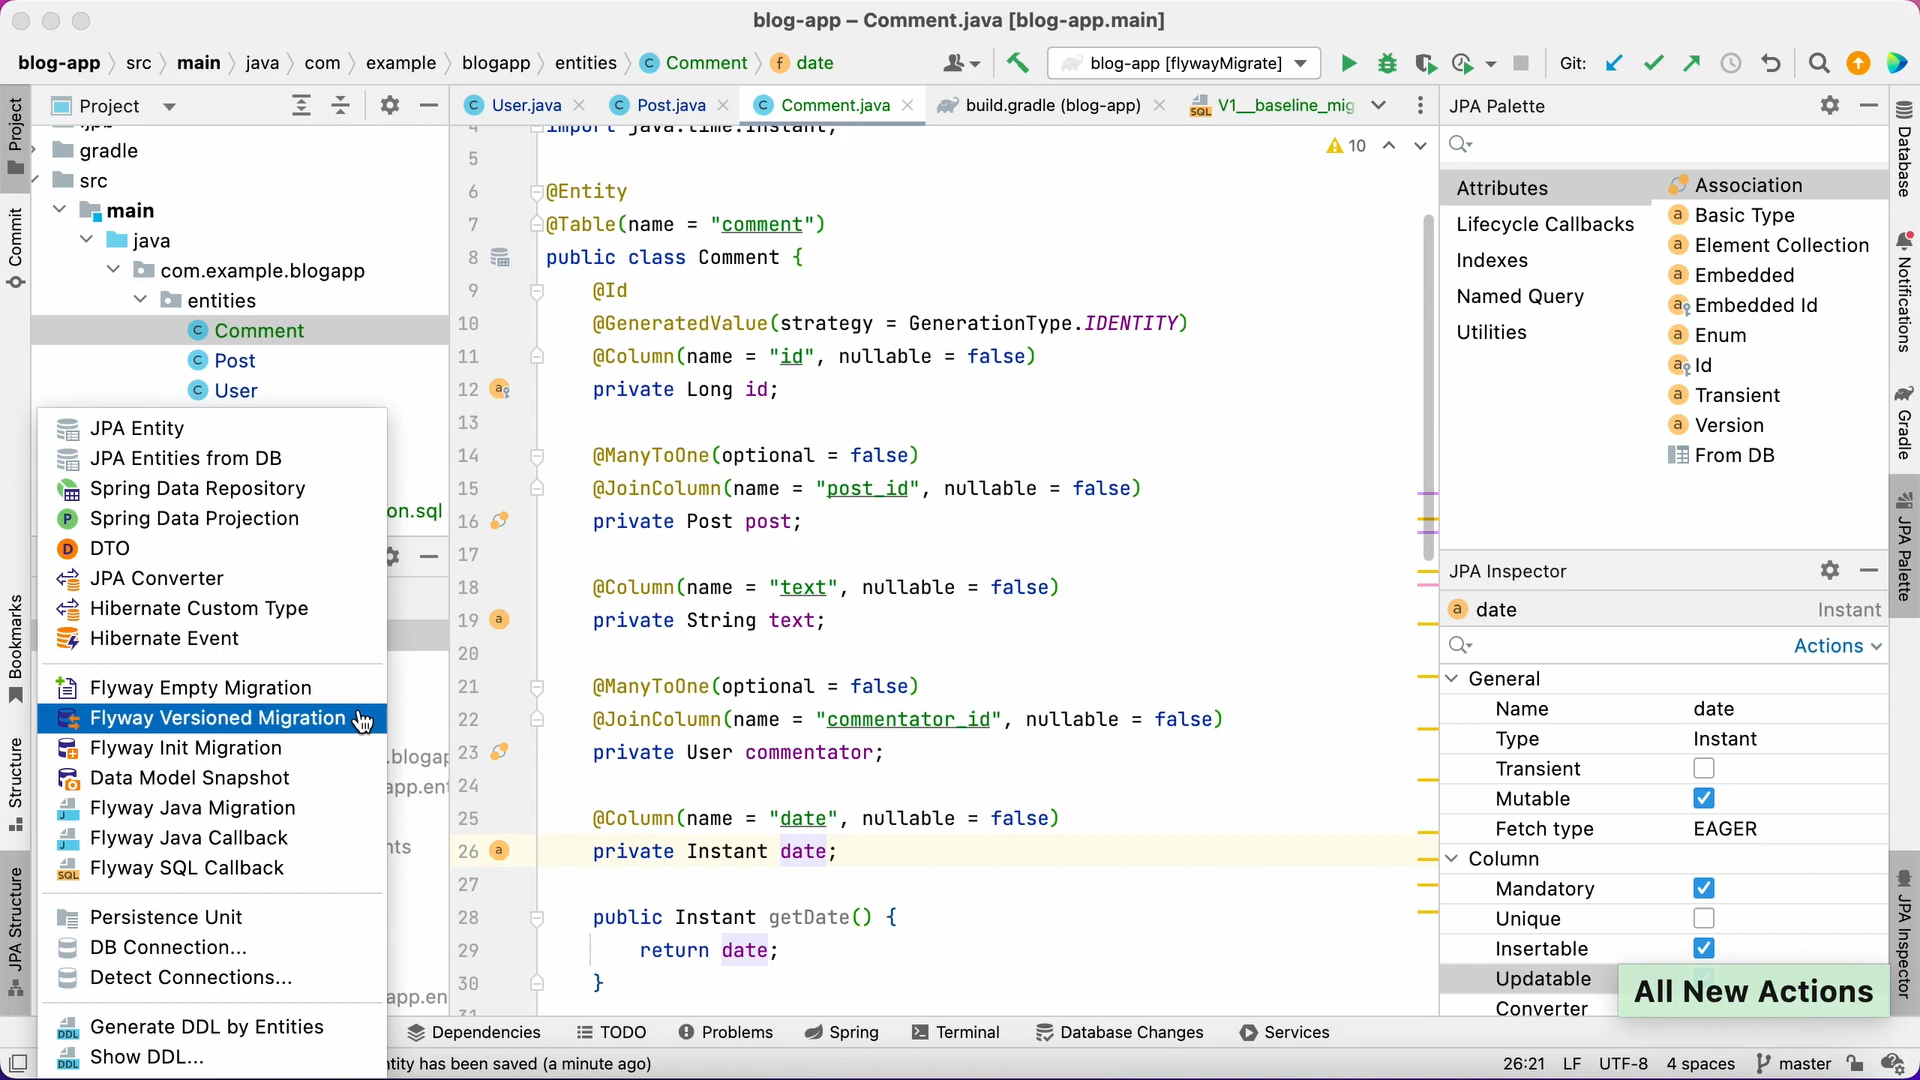 blog-app – Comment.java [blog-app.main]
blog-app src main java com example blogapp entities Comment date
blog-app [flywayMigrate]
Git:
Project
User.java
Post.java
Comment.java
build.gradle (blog-app)
V1__baseline_mig
JPA Palette
gradle
src
main
java
com.example.blogapp
entities
Comment
Post
User
on.sql
JPA Entity
JPA Entities from DB
Spring Data Repository
Spring Data Projection
DTO
JPA Converter
Hibernate Custom Type
Hibernate Event
Flyway Empty Migration
Flyway Versioned Migration
Flyway Init Migration
Data Model Snapshot
Flyway Java Migration
Flyway Java Callback
Flyway SQL Callback
Persistence Unit
DB Connection...
Detect Connections...
Generate DDL by Entities
Show DDL...
.blogap
app.ent
nts
app.en
10
4 import java.time.Instant;
5
6 @Entity
7 @Table(name = "comment")
8 public class Comment {
9 @Id
10 @GeneratedValue(strategy = GenerationType.IDENTITY)
11 @Column(name = "id", nullable = false)
12 private Long id;
13
14 @ManyToOne(optional = false)
15 @JoinColumn(name = "post_id", nullable = false)
16 private Post post;
17
18 @Column(name = "text", nullable = false)
19 private String text;
20
21 @ManyToOne(optional = false)
22 @JoinColumn(name = "commentator_id", nullable = false)
23 private User commentator;
24
25 @Column(name = "date", nullable = false)
26 private Instant date;
27
28 public Instant getDate() {
29 return date;
30 }
Attributes
Lifecycle Callbacks
Indexes
Named Query
Utilities
Association
Basic Type
Element Collection
Embedded
Embedded Id
Enum
Id
Transient
Version
From DB
JPA Inspector
date Instant
Actions
General
Name date
Type Instant
Transient
Mutable
Fetch type EAGER
Column
Mandatory
Unique
Insertable
Updatable
Converter
All New Actions
Project
Commit
Bookmarks
Structure
JPA Structure
Database
Notifications
Gradle
JPA Palette
JPA Inspector
Dependencies
TODO
Problems
Spring
Terminal
Database Changes
Services
ntity has been saved (a minute ago)
26:21 LF UTF-8 4 spaces master